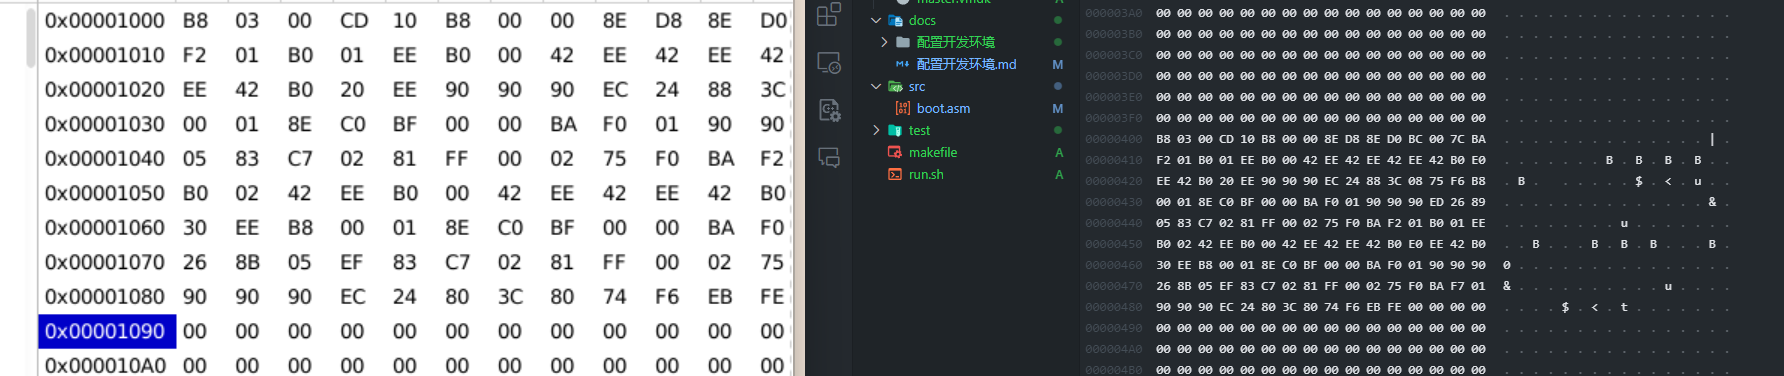 0x00001000 B8 03 00 CD 10 B8 00 00 8E D8 8E D0
0x00001010 F2 01 B0 01 EE B0 00 42 EE 42 EE 42
0x00001020 EE 42 B0 20 EE 90 90 90 EC 24 88 3C
0x00001030 00 01 8E C0 BF 00 00 BA F0 01 90 90
0x00001040 05 83 C7 02 81 FF 00 02 75 F0 BA F2
0x00001050 B0 02 42 EE B0 00 42 EE 42 EE 42 B0
0x00001060 30 EE B8 00 01 8E C0 BF 00 00 BA F0
0x00001070 26 8B 05 EF 83 C7 02 81 FF 00 02 75
0x00001080 90 90 90 EC 24 80 3C 80 74 F6 EB FE
0x00001090 00 00 00 00 00 00 00 00 00 00 00 00
0x000010A0 00 00 00 00 00 00 00 00 00 00 00 00
master.vmdk A
docs
配置开发环境
配置开发环境.md M
src
boot.asm M
test
makefile A
run.sh A
000003A0 00 00 00 00 00 00 00 00 00 00 00 00 00 00 00 00
000003B0 00 00 00 00 00 00 00 00 00 00 00 00 00 00 00 00
000003C0 00 00 00 00 00 00 00 00 00 00 00 00 00 00 00 00
000003D0 00 00 00 00 00 00 00 00 00 00 00 00 00 00 00 00
000003E0 00 00 00 00 00 00 00 00 00 00 00 00 00 00 00 00
000003F0 00 00 00 00 00 00 00 00 00 00 00 00 00 00 00 00
00000400 B8 03 00 CD 10 B8 00 00 8E D8 8E D0 BC 00 7C BA |
00000410 F2 01 B0 01 EE B0 00 42 EE 42 EE 42 EE 42 B0 E0 B B B B
00000420 EE 42 B0 20 EE 90 90 90 EC 24 88 3C 08 75 F6 B8 B $ < u
00000430 00 01 8E C0 BF 00 00 BA F0 01 90 90 90 ED 26 89 &
00000440 05 83 C7 02 81 FF 00 02 75 F0 BA F2 01 B0 01 EE u
00000450 B0 02 42 EE B0 00 42 EE 42 EE 42 B0 E0 EE 42 B0 B B B B B
00000460 30 EE B8 00 01 8E C0 BF 00 00 BA F0 01 90 90 90 0
00000470 26 8B 05 EF 83 C7 02 81 FF 00 02 75 F0 BA F7 01 & u
00000480 90 90 90 EC 24 80 3C 80 74 F6 EB FE 00 00 00 00 $ < t
00000490 00 00 00 00 00 00 00 00 00 00 00 00 00 00 00 00
000004A0 00 00 00 00 00 00 00 00 00 00 00 00 00 00 00 00
000004B0 00 00 00 00 00 00 00 00 00 00 00 00 00 00 00 00